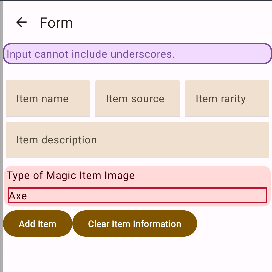 Form
Input cannot include underscores.
Item name Item source Item rarity
Item description
Type of Magic Item Image
Axe
Add Item Clear Item Information